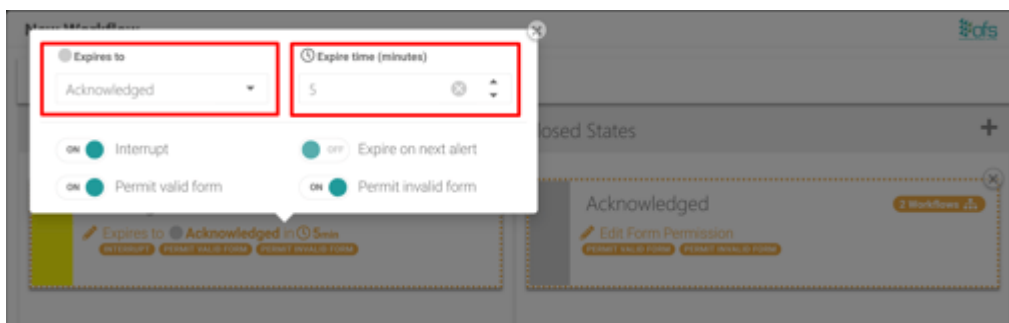 New Workflow
ofs
Expires to
Expire time (minutes)
Acknowledged
5
losed States
ON Interrupt
OFF Expire on next alert
ON Permit valid form
ON Permit invalid form
Acknowledged
2 Workflows
Expires to Acknowledged in 5min
INTERRUPT PERMIT VALID FORM PERMIT INVALID FORM
Edit Form Permission
PERMIT VALID FORM PERMIT INVALID FORM